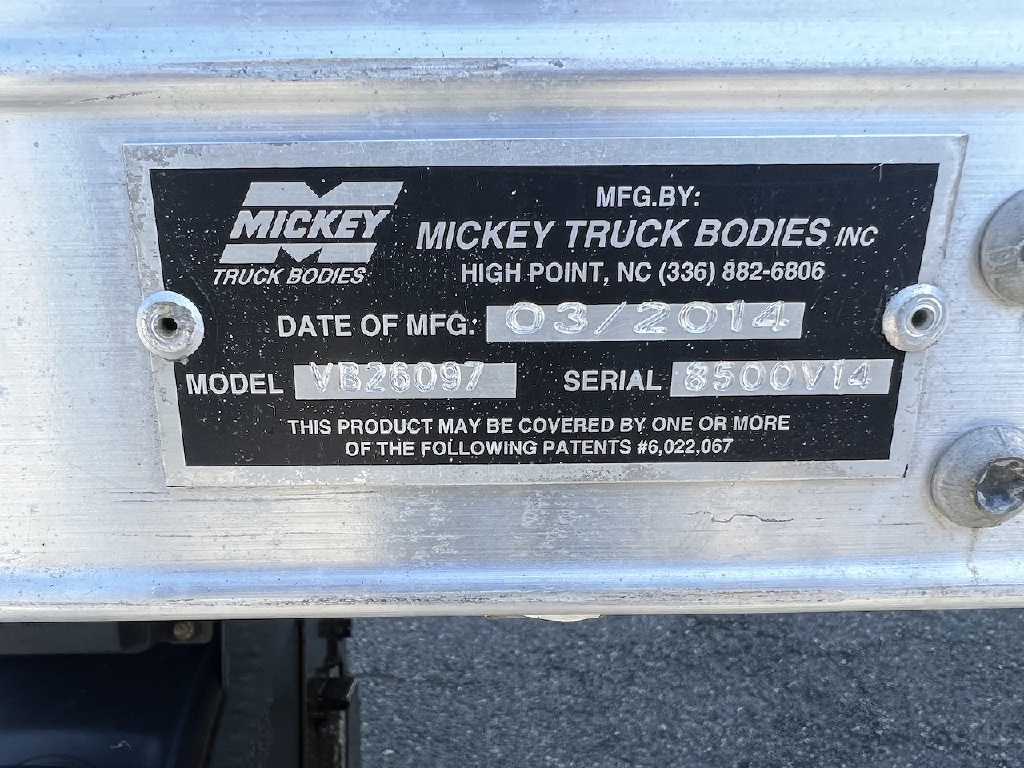 MICKEY
TRUCK BODIES
MFG.BY:
MICKEY TRUCK BODIES INC
HIGH POINT, NC (336) 882-6806
DATE OF MFG. 03/2014
MODEL VB26097 SERIAL 8500V14
THIS PRODUCT MAY BE COVERED BY ONE OR MORE
OF THE FOLLOWING PATENTS #6,022,067